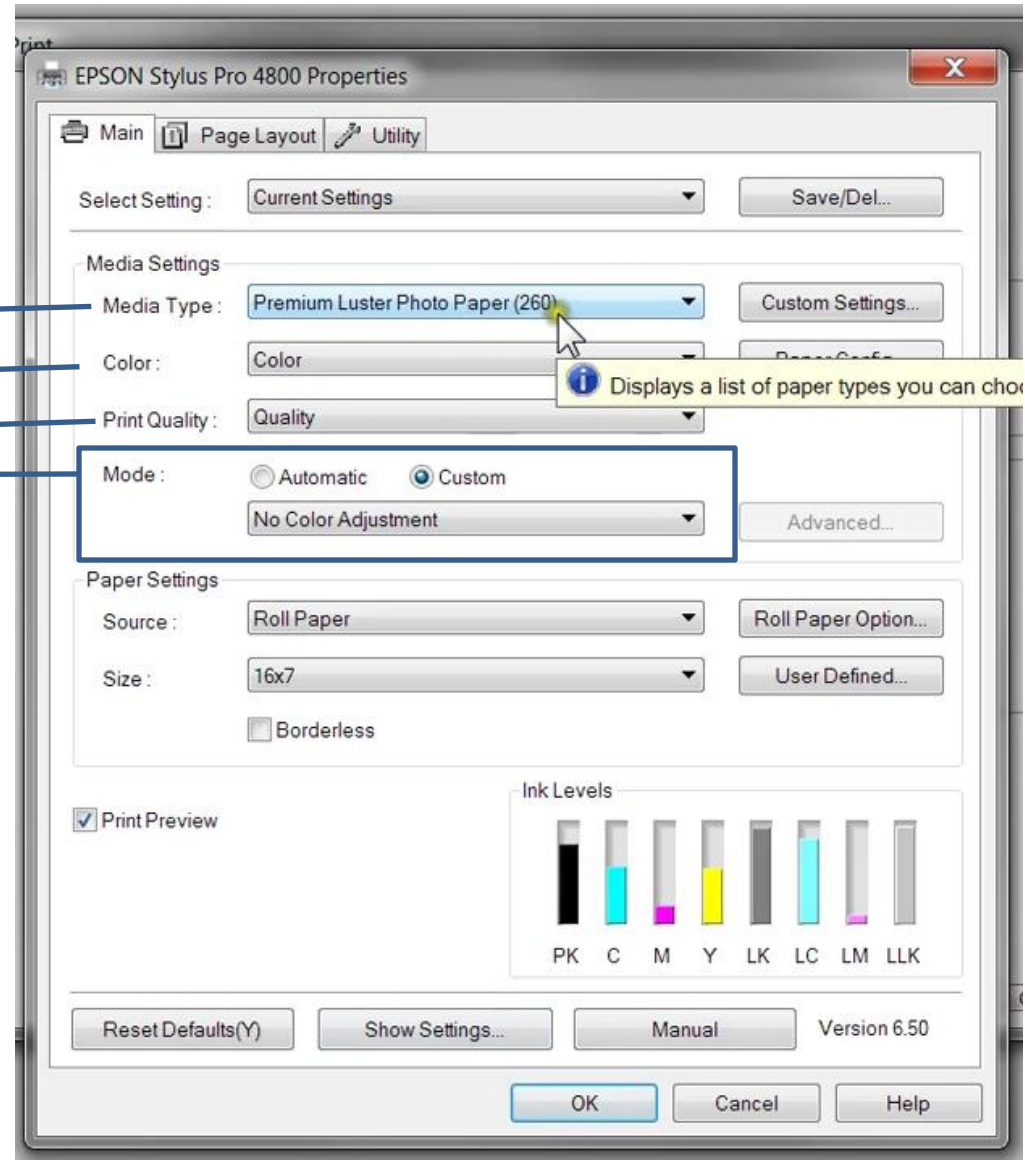 Print
EPSON Stylus Pro 4800 Properties
X
Main Page Layout Utility
Select Setting : Current Settings Save/Del...
Media Settings
Media Type : Premium Luster Photo Paper (260) Custom Settings...
Color : Color
Displays a list of paper types you can choo
Print Quality : Quality
Mode : Automatic Custom
No Color Adjustment Advanced...
Paper Settings
Source : Roll Paper Roll Paper Option...
Size : 16x7 User Defined...
Borderless
Print Preview
Ink Levels
PK C M Y LK LC LM LLK
Reset Defaults(Y) Show Settings... Manual Version 6.50
OK Cancel Help